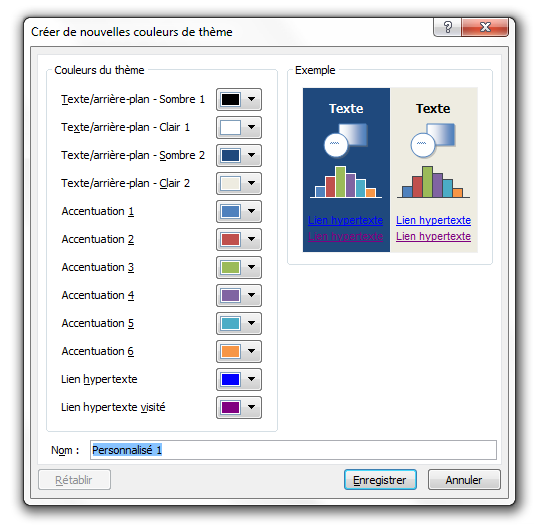 Créer de nouvelles couleurs de thème
Couleurs du thème
Texte/arrière-plan - Sombre 1
Texte/arrière-plan - Clair 1
Texte/arrière-plan - Sombre 2
Texte/arrière-plan - Clair 2
Accentuation 1
Accentuation 2
Accentuation 3
Accentuation 4
Accentuation 5
Accentuation 6
Lien hypertexte
Lien hypertexte visité
Exemple
Texte Texte
Lien hypertexte Lien hypertexte
Lien hypertexte Lien hypertexte
Nom : Personnalisé 1
Rétablir Enregistrer Annuler